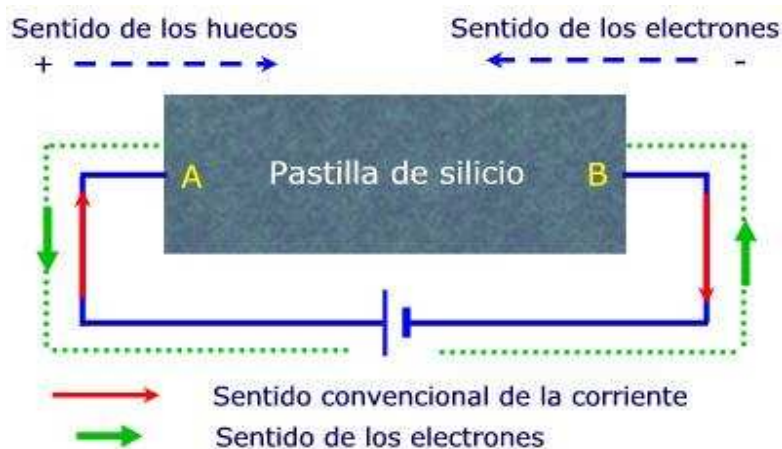 Sentido de los huecos
Sentido de los electrones
+
-
A
Pastilla de silicio
B
Sentido convencional de la corriente
Sentido de los electrones